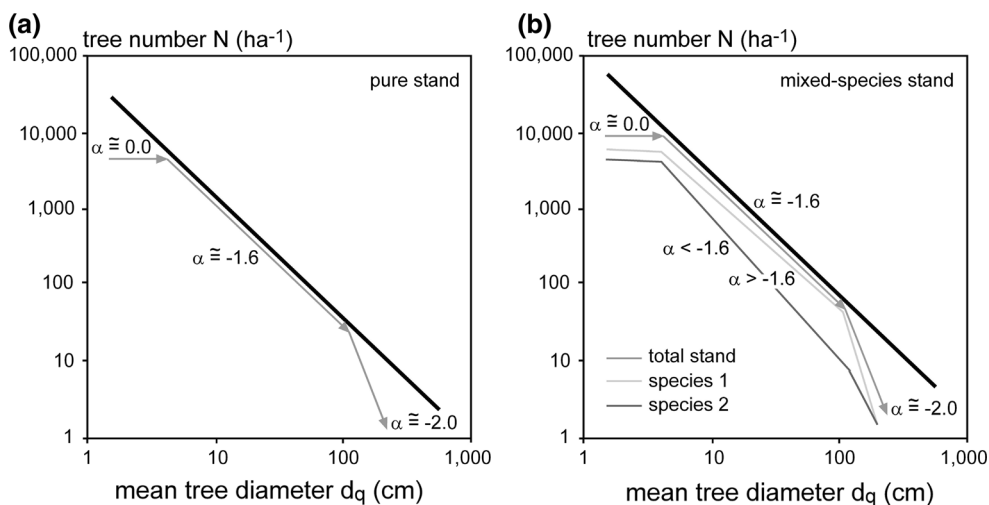 (a)
tree number N (ha-1)
100,000
10,000
1,000
100
10
1
pure stand
α ≅ 0.0
α ≅ -1.6
α ≅ -2.0
1 10 100 1,000
mean tree diameter dq (cm)
(b)
tree number N (ha-1)
100,000
10,000
1,000
100
10
1
mixed-species stand
α ≅ 0.0
α ≅ -1.6
α < -1.6
α > -1.6
total stand
species 1
species 2
α ≅ -2.0
1 10 100 1,000
mean tree diameter dq (cm)